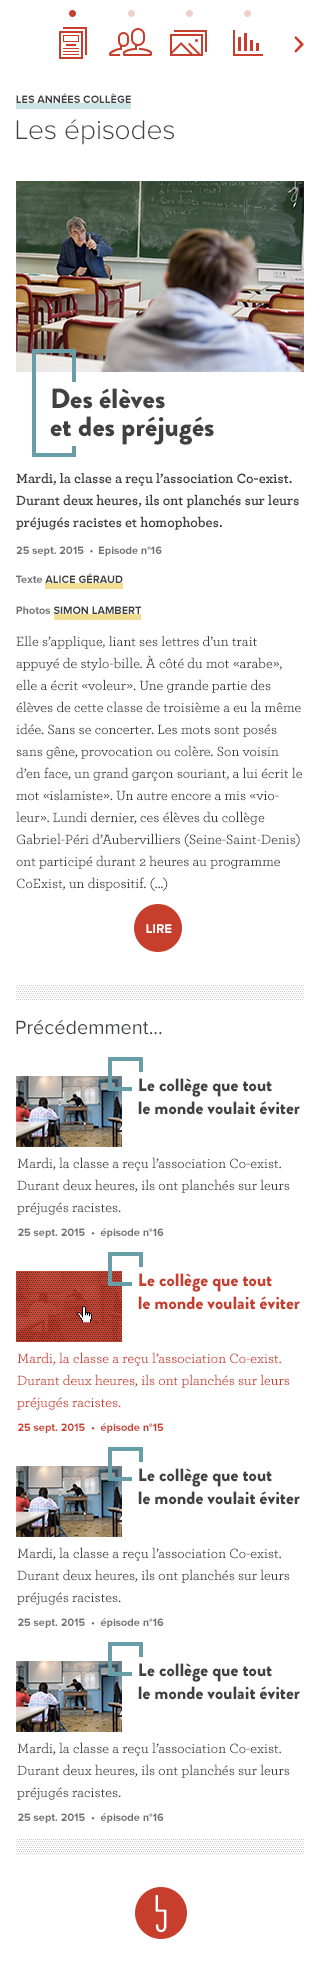 LES ANNÉES COLLÈGE
Les épisodes
Des élèves
et des préjugés
Mardi, la classe a reçu l’association Co-exist.
Durant deux heures, ils ont planchés sur leurs
préjugés racistes et homophobes.
25 sept. 2015 • Episode n°16
Texte ALICE GÉRAUD
Photos SIMON LAMBERT
Elle s’applique, liant ses lettres d’un trait
appuyé de stylo-bille. À côté du mot «arabe»,
elle a écrit «voleur». Une grande partie des
élèves de cette classe de troisième a eu la même
idée. Sans se concerter. Les mots sont posés
sans gêne, provocation ou colère. Son voisin
d’en face, un grand garçon souriant, a lui écrit le
mot «islamiste». Un autre encore a mis «vio-
leur». Lundi dernier, ces élèves du collège
Gabriel-Péri d’Aubervilliers (Seine-Saint-Denis)
ont participé durant 2 heures au programme
CoExist, un dispositif. (...)
LIRE
Précédemment...
Le collège que tout
le monde voulait éviter
Mardi, la classe a reçu l’association Co-exist.
Durant deux heures, ils ont planchés sur leurs
préjugés racistes.
25 sept. 2015 • épisode n°16
Le collège que tout
le monde voulait éviter
Mardi, la classe a reçu l’association Co-exist.
Durant deux heures, ils ont planchés sur leurs
préjugés racistes.
25 sept. 2015 • épisode n°15
Le collège que tout
le monde voulait éviter
Mardi, la classe a reçu l’association Co-exist.
Durant deux heures, ils ont planchés sur leurs
préjugés racistes.
25 sept. 2015 • épisode n°16
Le collège que tout
le monde voulait éviter
Mardi, la classe a reçu l’association Co-exist.
Durant deux heures, ils ont planchés sur leurs
préjugés racistes.
25 sept. 2015 • épisode n°16